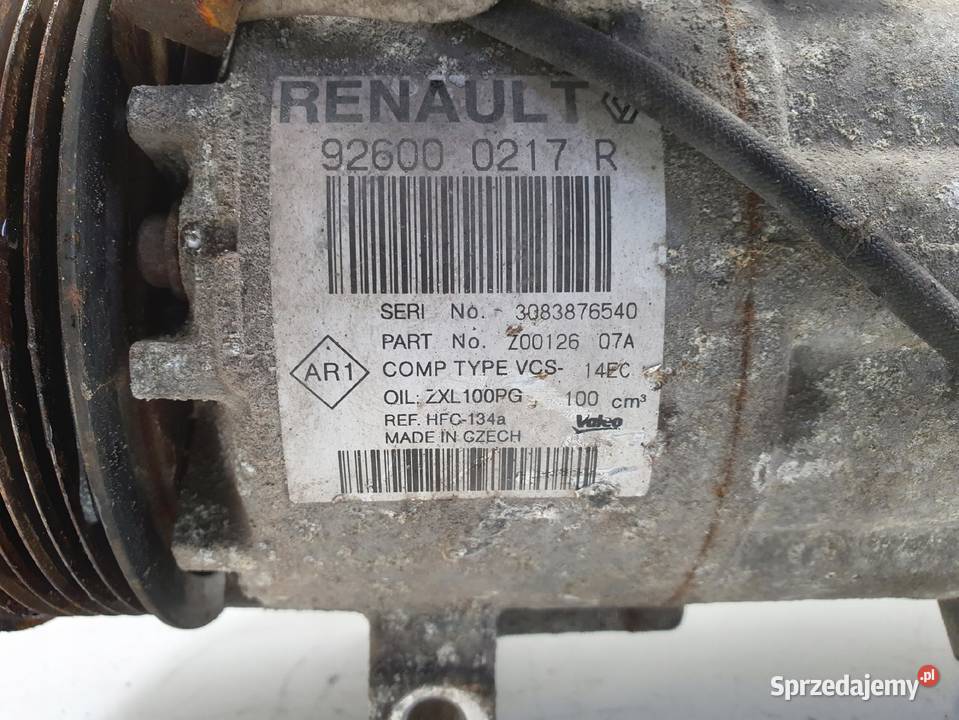 RENAULT
92600 0217 R
SERI No. 3083876540
PART No. Z00126 07A
AR1
COMP TYPE VCS- 14EC
OIL: ZXL100PG 100 cm³
REF. HFC-134a
Valeo
MADE IN CZECH
Sprzedajemy.pl